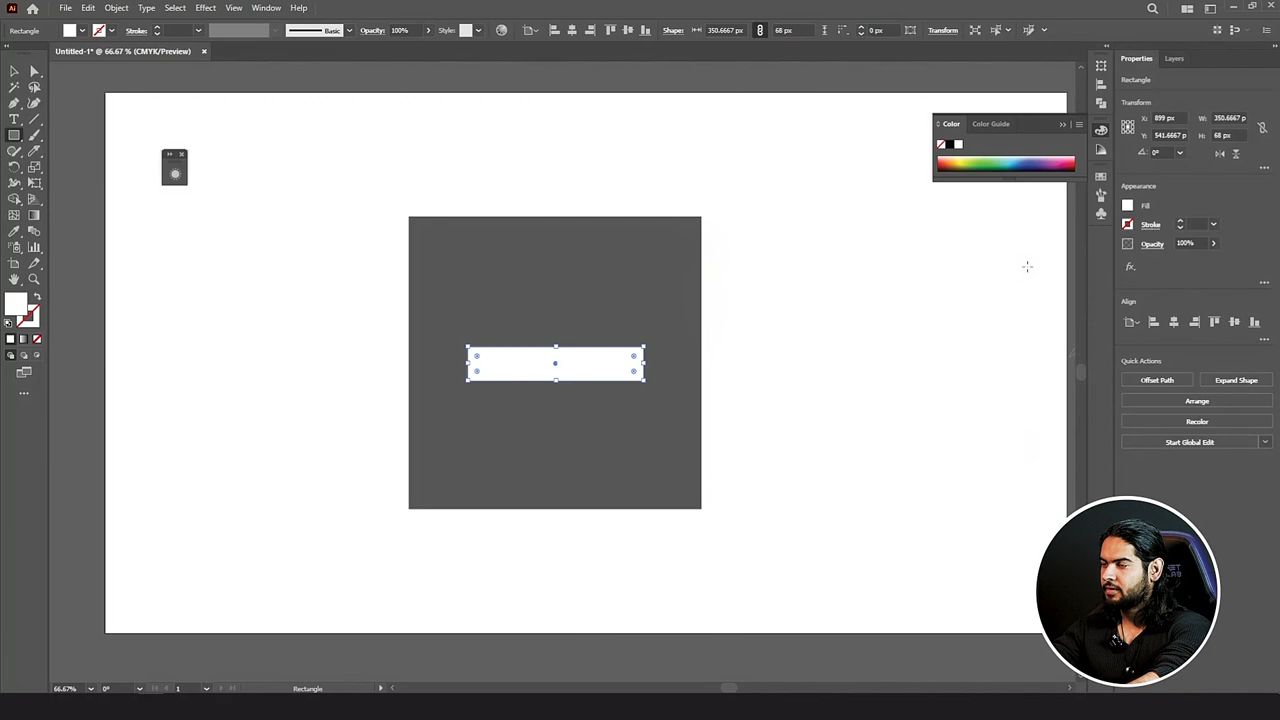 Ai File Edit Object Type Select Effect View Window Help
Rectangle Stroke: Basic Opacity: 100% Style: Shape: 350.6667 px 68 px 0 px Transform
Untitled-1* @ 66.67 % (CMYK/Preview)
Properties Layers
Rectangle
Transform
X: 899 px W: 350.6667 p
Y: 541.6667 p H: 68 px
0°
Color Color Guide
Appearance
Fill
Stroke
Opacity 100%
fx
Align
Quick Actions
Offset Path Expand Shape
Arrange
Recolor
Start Global Edit
66.67% 0° 1 Rectangle